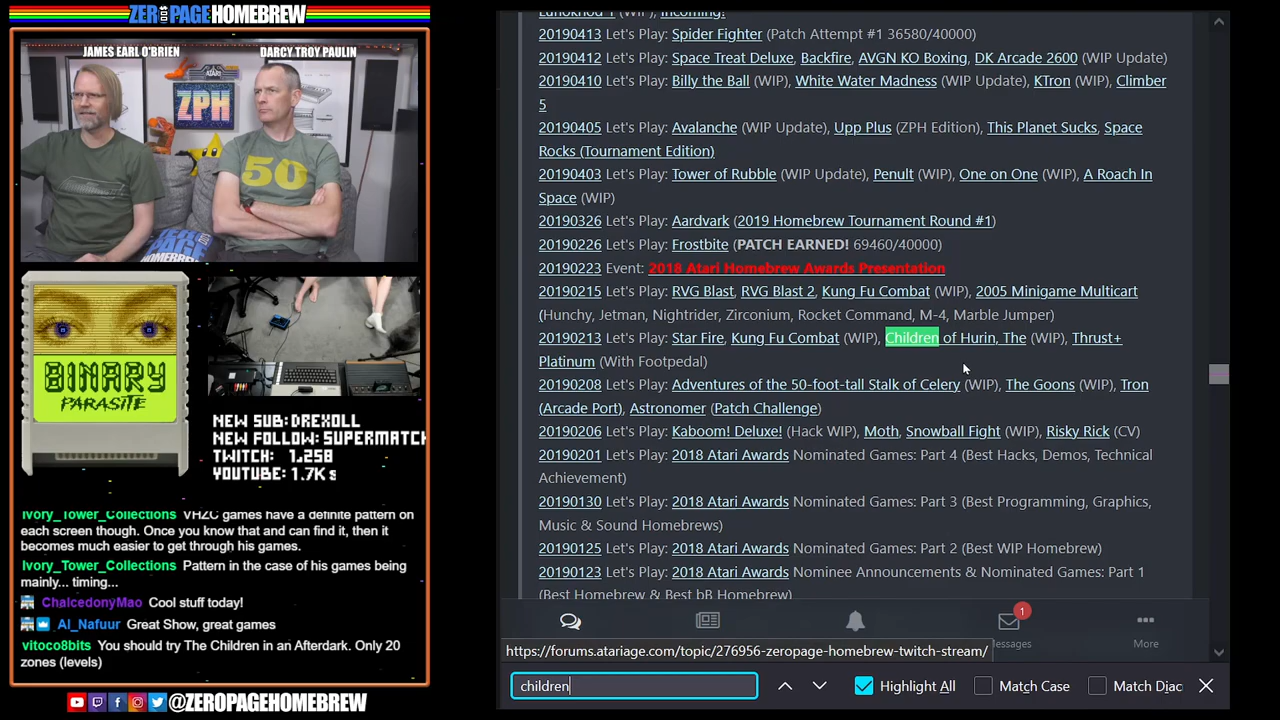 ZEROPAGEHOMEBREW
JAMES EARL O'BRIEN
DARCY TROY PAULIN
ATARI
ZPH
50
BINARY
PARASITE
NEW SUB:DREXOLL
NEW FOLLOW:SUPERMATCH
TWITCH: 1,258
YOUTUBE: 1.7K s
Ivory_Tower_Collections VHZC games have a definite pattern on
each screen though. Once you know that and can find it, then it
becomes much easier to get through his games.
Ivory_Tower_Collections Pattern in the case of his games being
mainly... timing...
ChalcedonyMao Cool stuff today!
Al_Nafuur Great Show, great games
vitoco8bits You should try The Children in an Afterdark. Only 20
zones (levels)
@ZEROPAGEHOMEBREW
Lunokhod-1 (WIP), Incoming!
20190413 Let's Play: Spider Fighter (Patch Attempt #1 36580/40000)
20190412 Let's Play: Space Treat Deluxe, Backfire, AVGN KO Boxing, DK Arcade 2600 (WIP Update)
20190410 Let's Play: Billy the Ball (WIP), White Water Madness (WIP Update), KTron (WIP), Climber
5
20190405 Let's Play: Avalanche (WIP Update), Upp Plus (ZPH Edition), This Planet Sucks, Space
Rocks (Tournament Edition)
20190403 Let's Play: Tower of Rubble (WIP Update), Penult (WIP), One on One (WIP), A Roach In
Space (WIP)
20190326 Let's Play: Aardvark (2019 Homebrew Tournament Round #1)
20190226 Let's Play: Frostbite (PATCH EARNED! 69460/40000)
20190223 Event: 2018 Atari Homebrew Awards Presentation
20190215 Let's Play: RVG Blast, RVG Blast 2, Kung Fu Combat (WIP), 2005 Minigame Multicart
(Hunchy, Jetman, Nightrider, Zirconium, Rocket Command, M-4, Marble Jumper)
20190213 Let's Play: Star Fire, Kung Fu Combat (WIP), Children of Hurin, The (WIP), Thrust+
Platinum (With Footpedal)
20190208 Let's Play: Adventures of the 50-foot-tall Stalk of Celery (WIP), The Goons (WIP), Tron
(Arcade Port), Astronomer (Patch Challenge)
20190206 Let's Play: Kaboom! Deluxe! (Hack WIP), Moth, Snowball Fight (WIP), Risky Rick (CV)
20190201 Let's Play: 2018 Atari Awards Nominated Games: Part 4 (Best Hacks, Demos, Technical
Achievement)
20190130 Let's Play: 2018 Atari Awards Nominated Games: Part 3 (Best Programming, Graphics,
Music & Sound Homebrews)
20190125 Let's Play: 2018 Atari Awards Nominated Games: Part 2 (Best WIP Homebrew)
20190123 Let's Play: 2018 Atari Awards Nominee Announcements & Nominated Games: Part 1
(Best Homebrew & Best bB Homebrew)
1
More
https://forums.atariage.com/topic/276956-zeropage-homebrew-twitch-stream/
children
Highlight All
Match Case
Match Diac